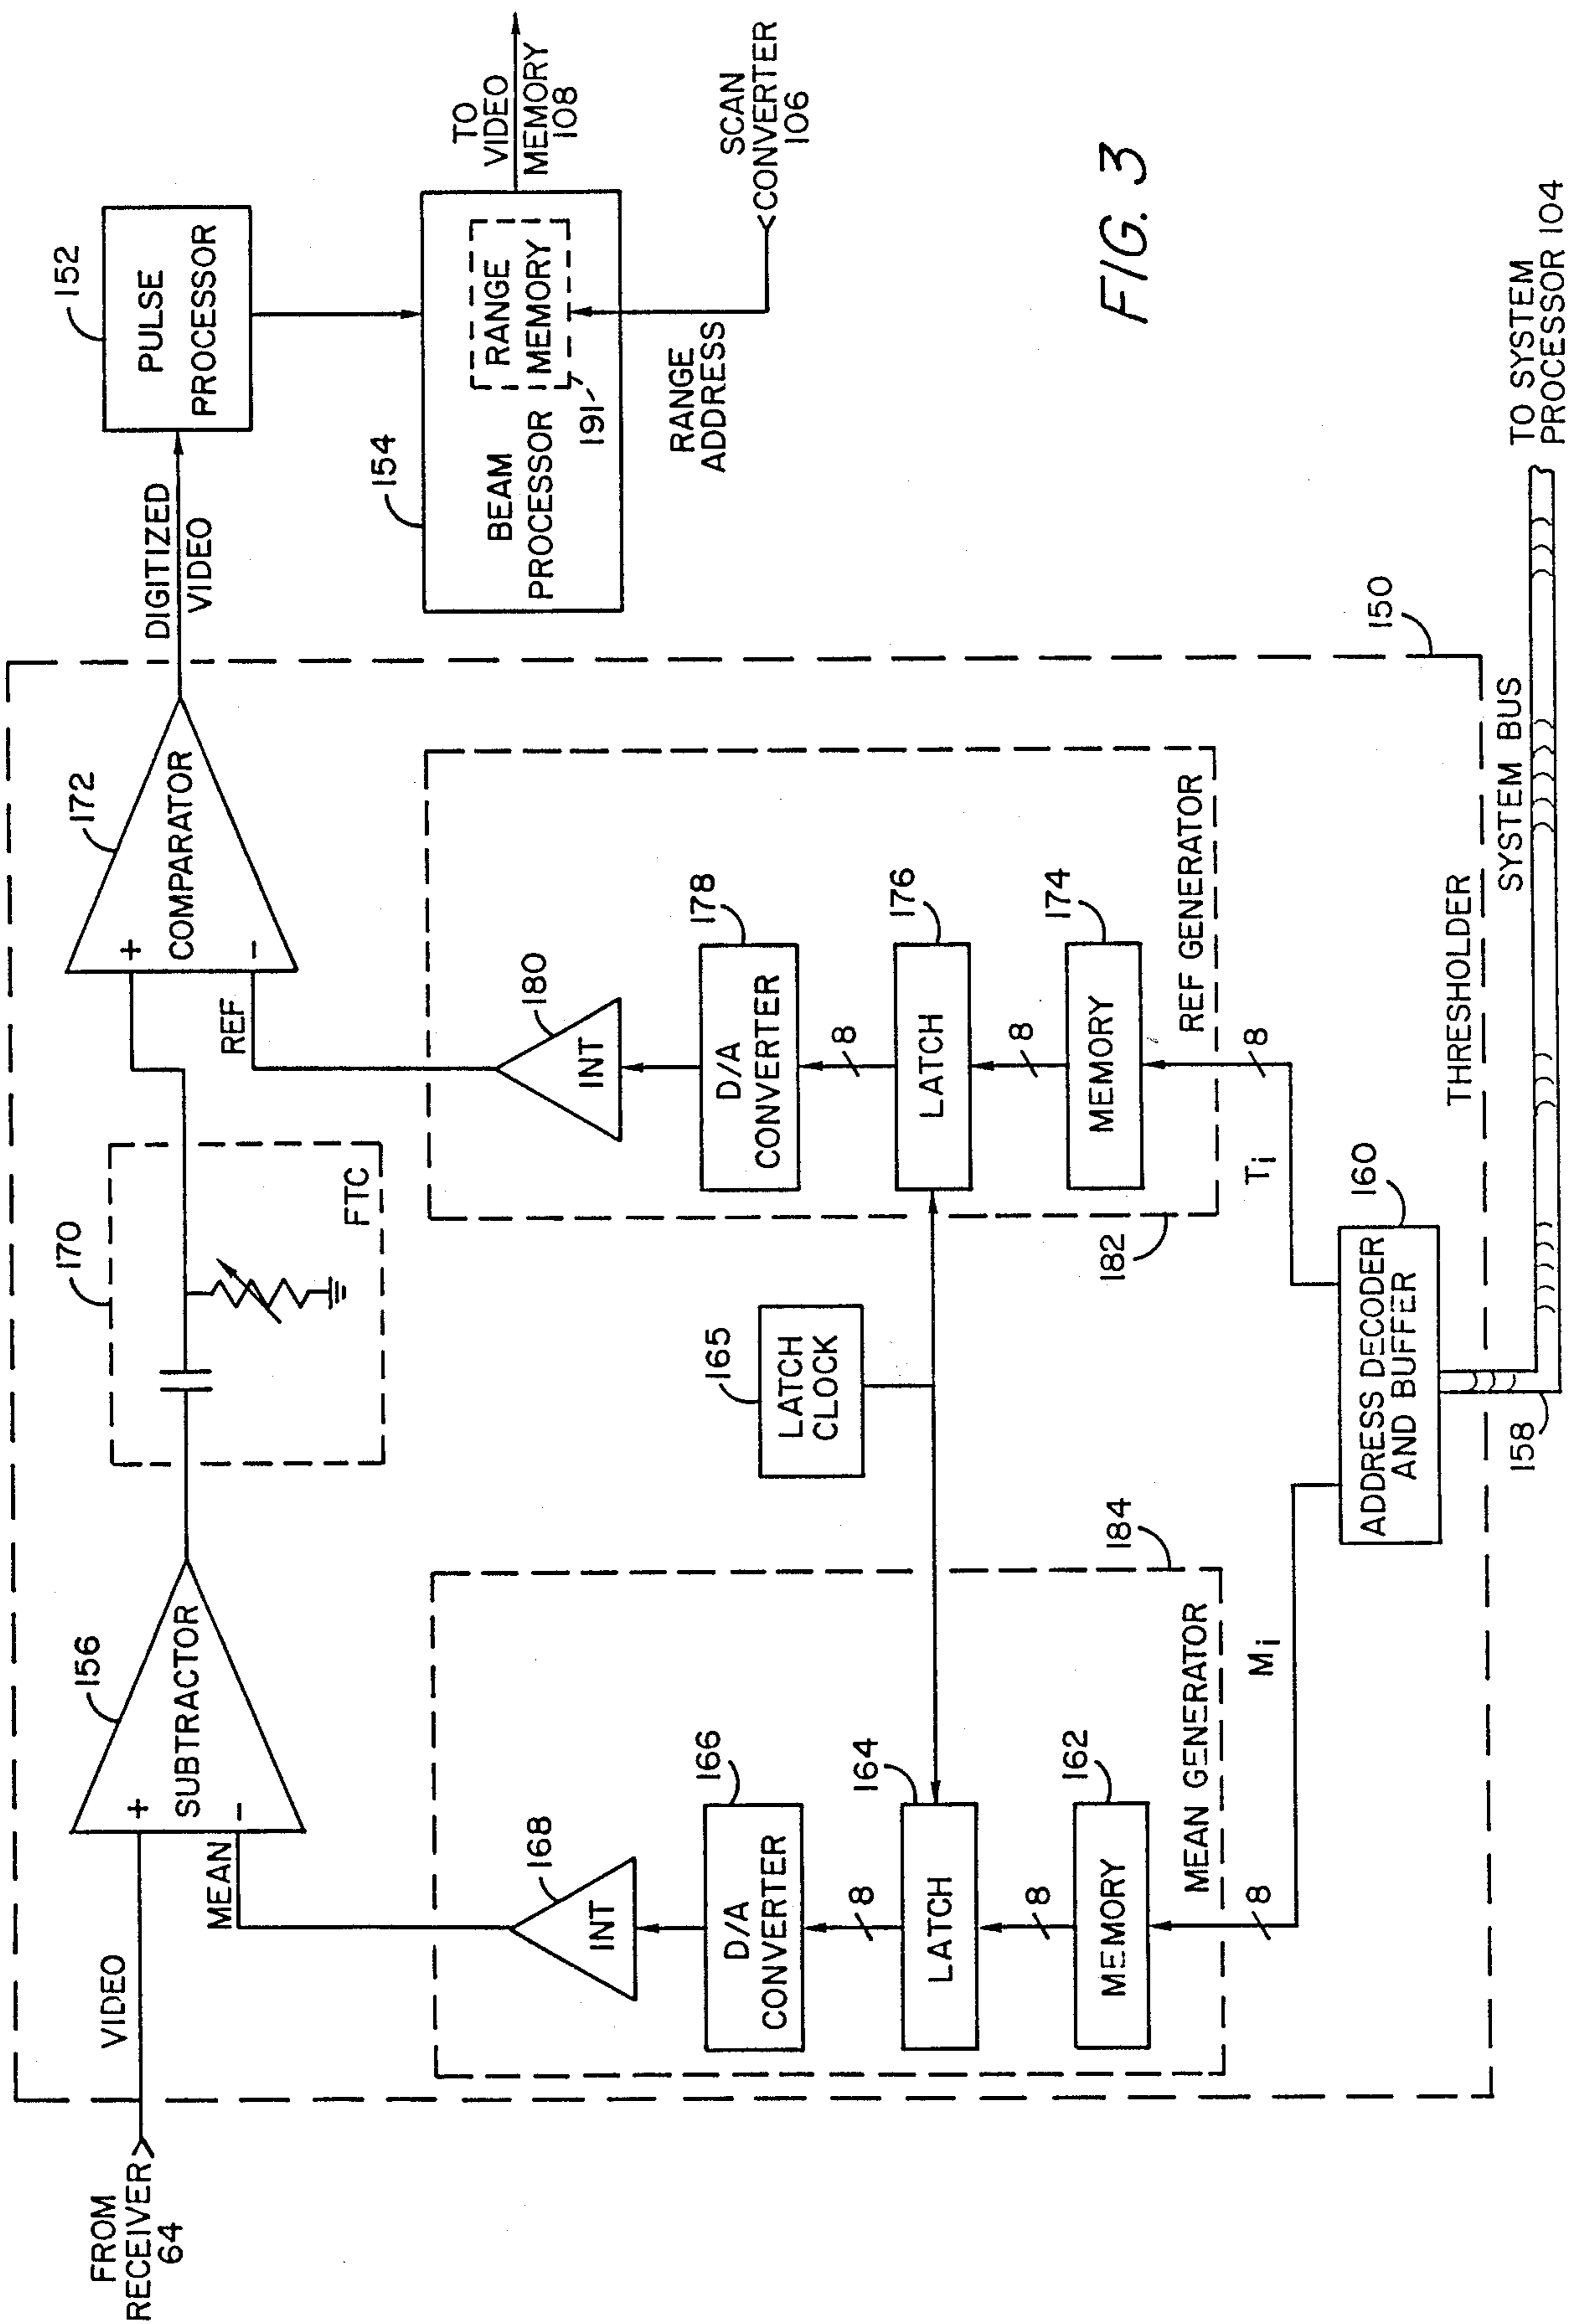 FROM
RECEIVER
64
VIDEO
MEAN
+
-
SUBTRACTOR
156
170
FTC
REF
+
-
COMPARATOR
172
DIGITIZED
VIDEO
152
PULSE
PROCESSOR
154
BEAM
PROCESSOR
RANGE
MEMORY
191
TO
VIDEO
MEMORY
108
RANGE
ADDRESS
SCAN
CONVERTER
106
168
INT
166
D/A
CONVERTER
8
164
LATCH
8
162
MEMORY
MEAN GENERATOR
184
8
Mi
165
LATCH
CLOCK
180
INT
178
D/A
CONVERTER
8
176
LATCH
8
174
MEMORY
REF GENERATOR
182
8
Ti
160
ADDRESS DECODER
AND BUFFER
158
THRESHOLDER
150
SYSTEM BUS
TO SYSTEM
PROCESSOR 104
FIG. 3